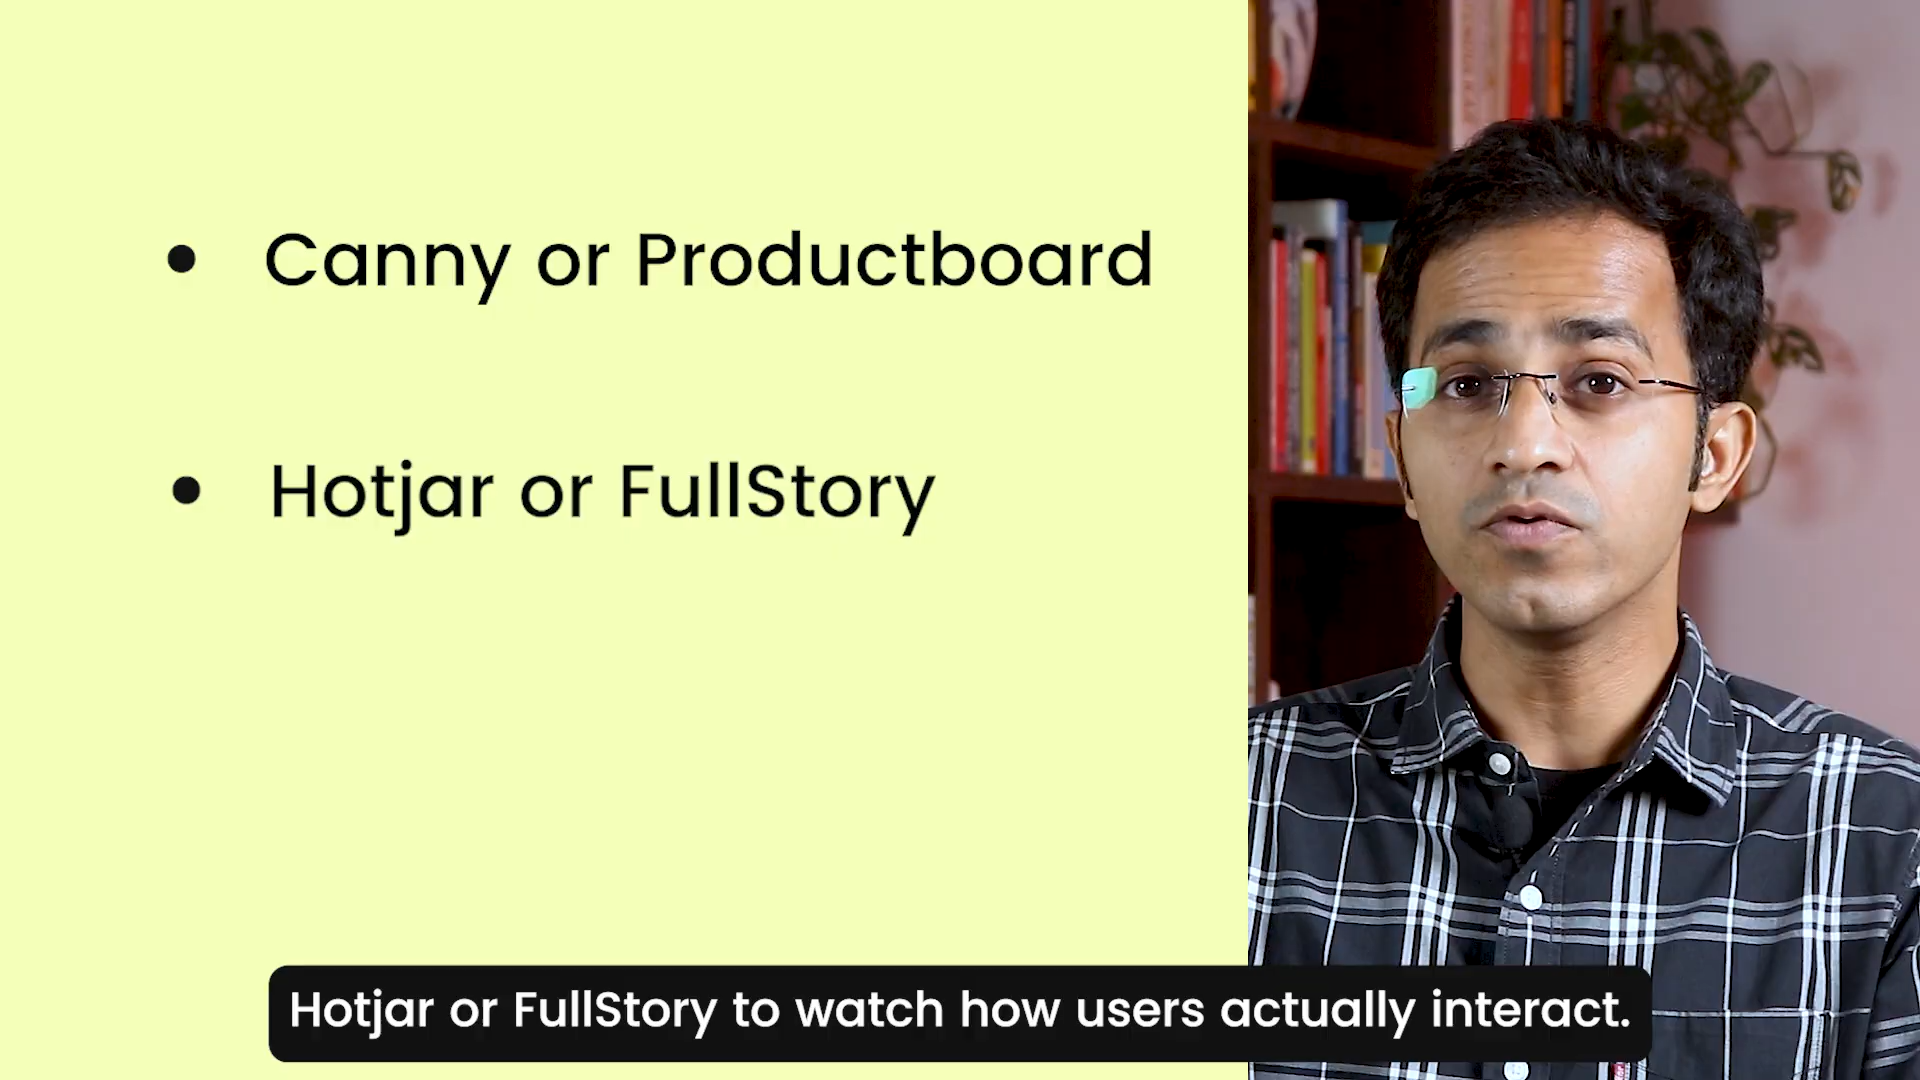 • Canny or Productboard
• Hotjar or FullStory
Hotjar or FullStory to watch how users actually interact.